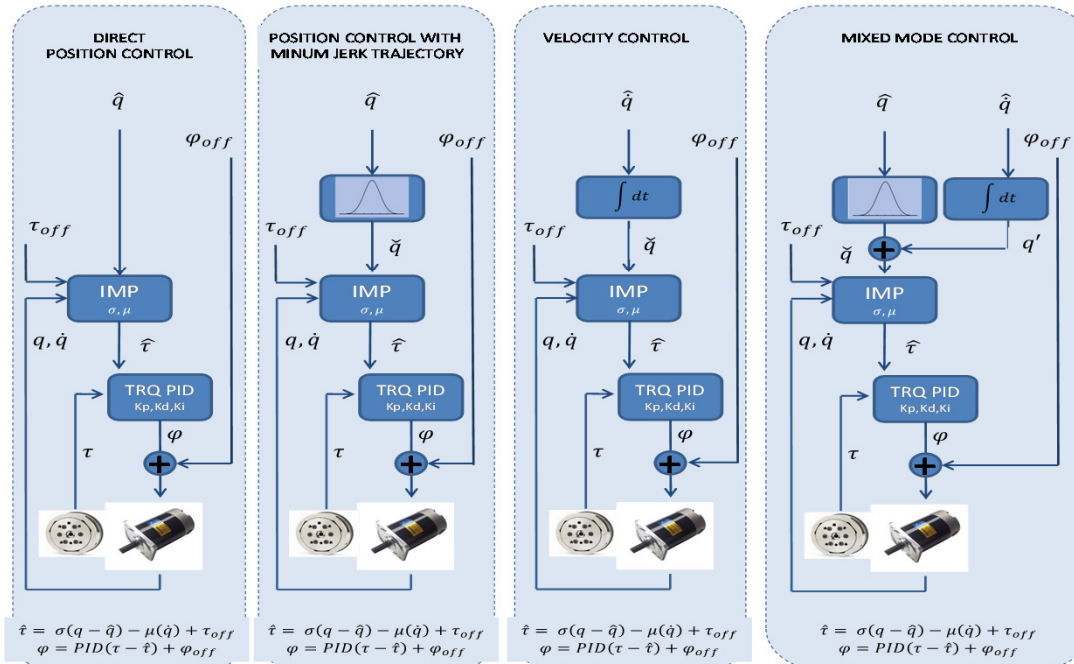 DIRECT
POSITION CONTROL
q̂
φ_off
τ_off
IMP
σ, μ
q, q̇
τ̂
TRQ PID
Kp,Kd,Ki
φ
τ
+
τ̂ = σ(q − q̂) − μ(q̇) + τ_off
φ = PID(τ − τ̂) + φ_off
POSITION CONTROL WITH
MINUM JERK TRAJECTORY
q̂
φ_off
q̌
τ_off
IMP
σ, μ
q, q̇
τ̂
TRQ PID
Kp,Kd,Ki
φ
τ
+
τ̂ = σ(q − q̂) − μ(q̇) + τ_off
φ = PID(τ − τ̂) + φ_off
VELOCITY CONTROL
q̇̂
φ_off
∫ dt
q̌
τ_off
IMP
σ, μ
q, q̇
τ̂
TRQ PID
Kp,Kd,Ki
φ
τ
+
τ̂ = σ(q − q̂) − μ(q̇) + τ_off
φ = PID(τ − τ̂) + φ_off
MIXED MODE CONTROL
q̂
q̇̂
φ_off
∫ dt
τ_off
q̌
+
q′
IMP
σ, μ
q, q̇
τ̂
TRQ PID
Kp,Kd,Ki
φ
τ
+
τ̂ = σ(q − q̂) − μ(q̇) + τ_off
φ = PID(τ − τ̂) + φ_off